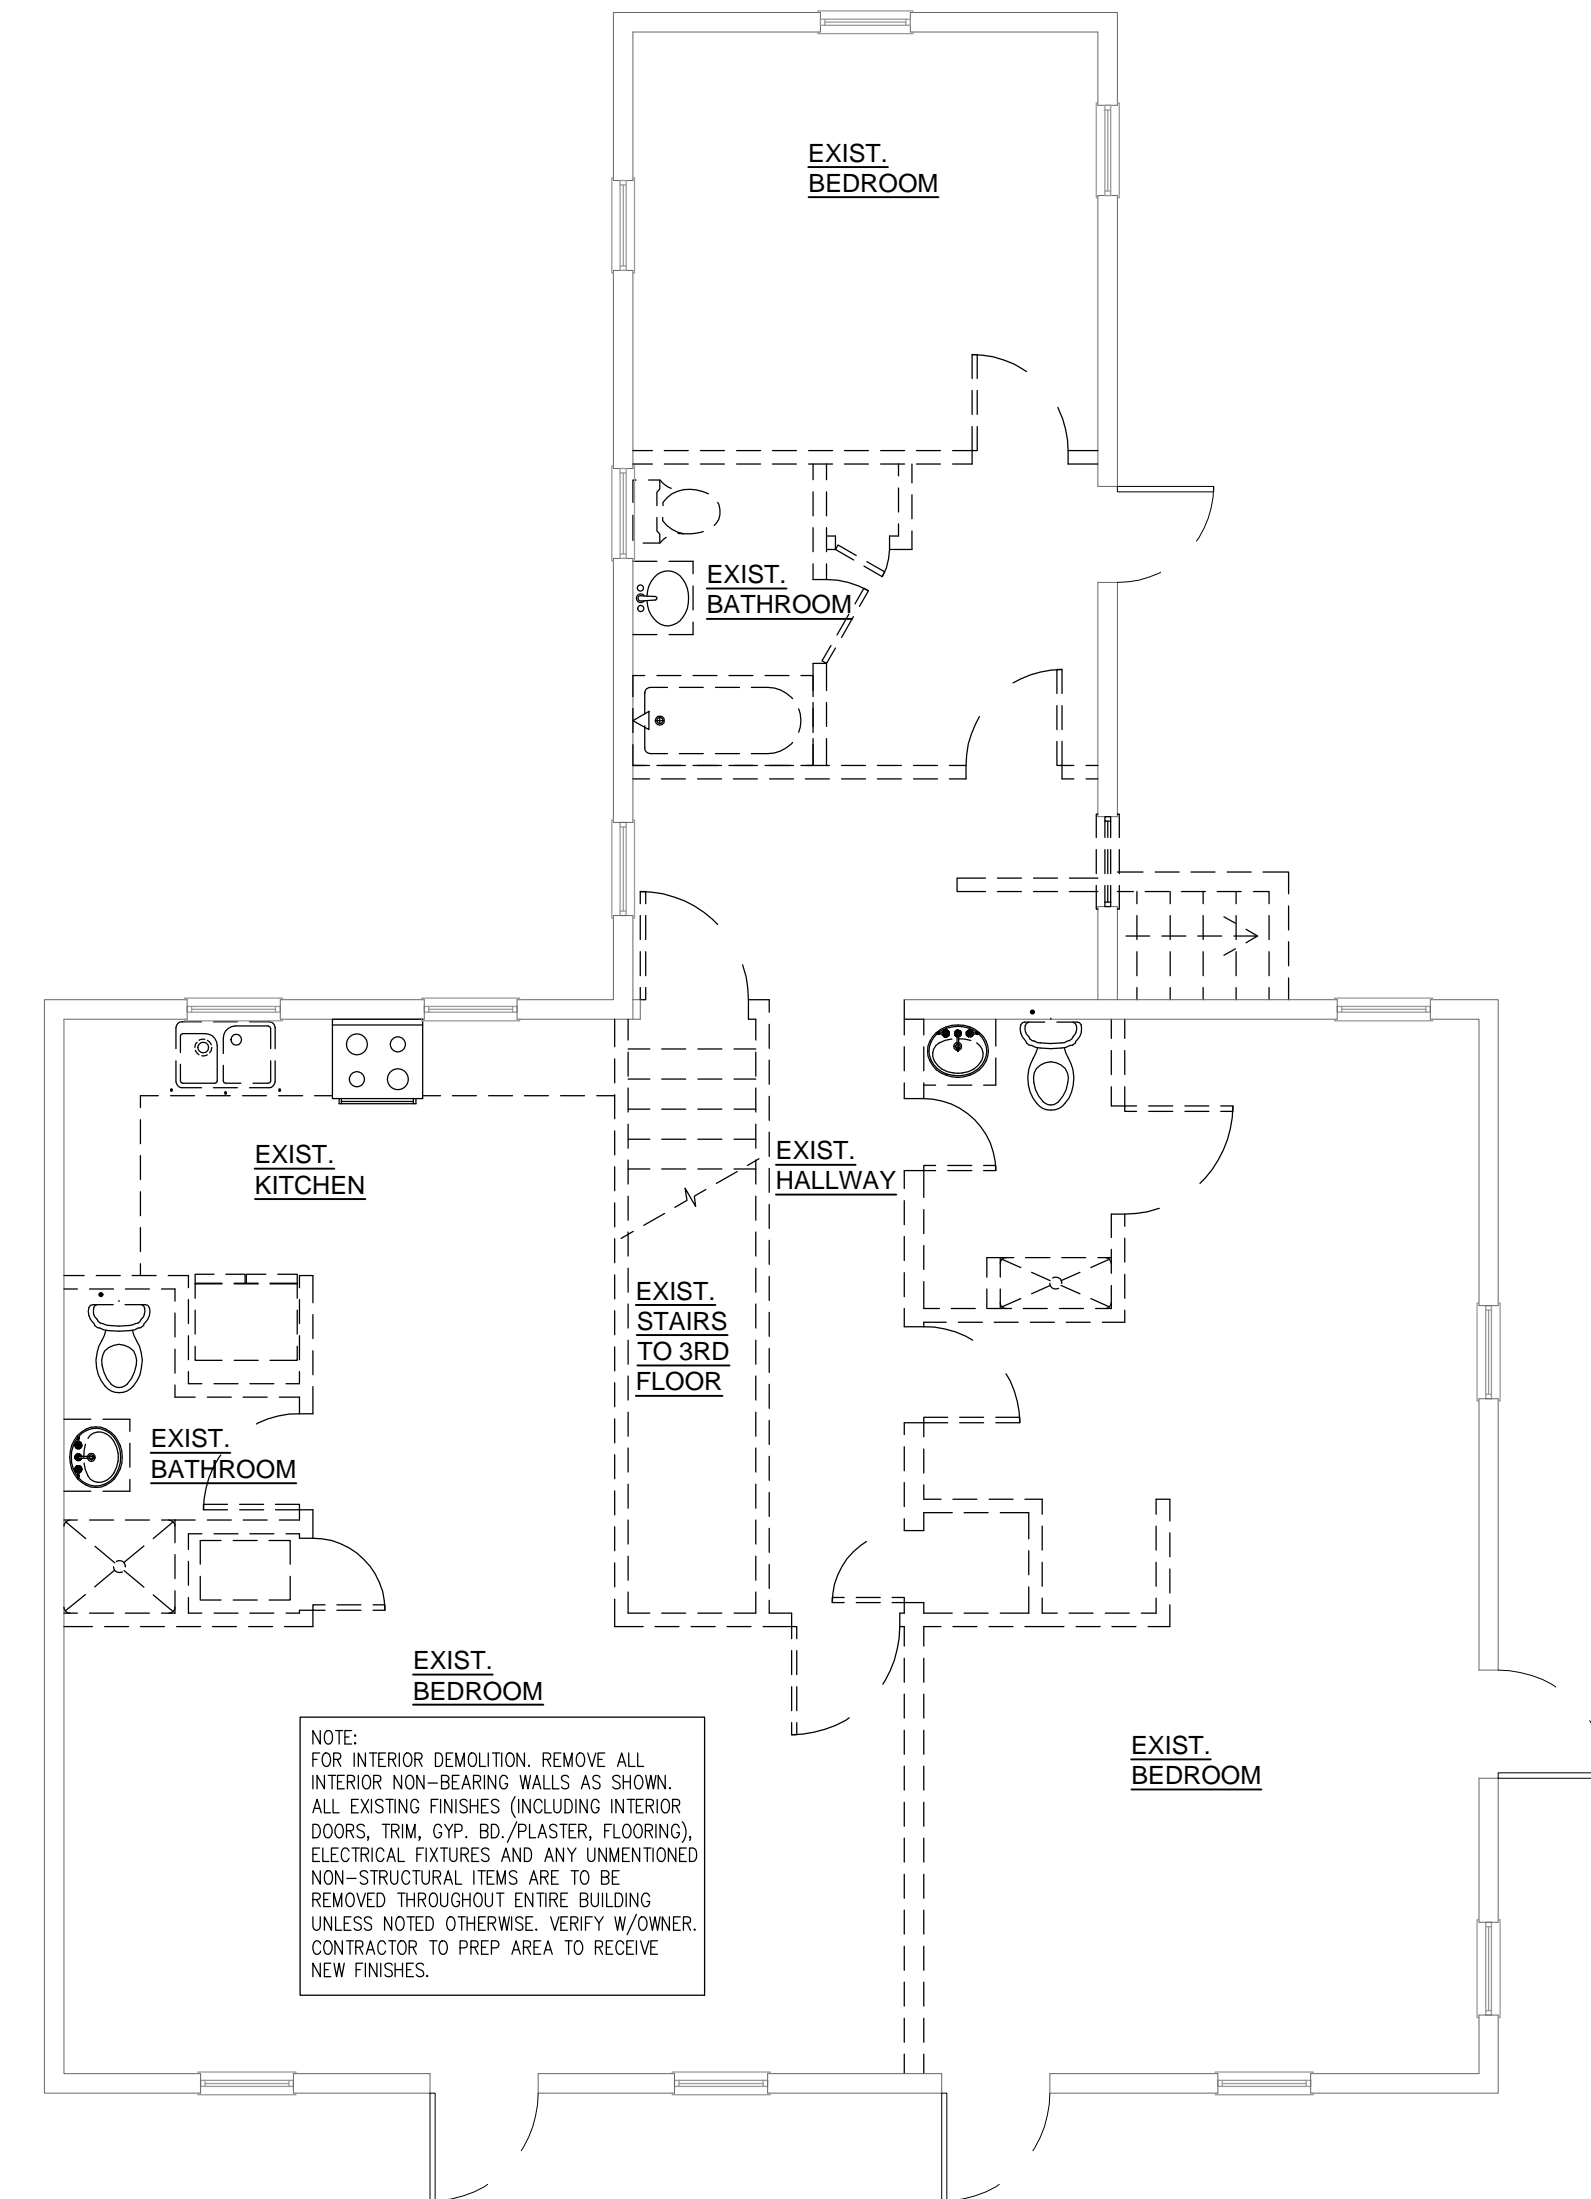 EXIST.
BEDROOM
EXIST.
BATHROOM
EXIST.
KITCHEN
EXIST.
HALLWAY
EXIST.
STAIRS
TO 3RD
FLOOR
EXIST.
BATHROOM
EXIST.
BEDROOM
NOTE:
FOR INTERIOR DEMOLITION. REMOVE ALL
INTERIOR NON-BEARING WALLS AS SHOWN.
ALL EXISTING FINISHES (INCLUDING INTERIOR
DOORS, TRIM, GYP. BD./PLASTER, FLOORING),
ELECTRICAL FIXTURES AND ANY UNMENTIONED
NON-STRUCTURAL ITEMS ARE TO BE
REMOVED THROUGHOUT ENTIRE BUILDING
UNLESS NOTED OTHERWISE. VERIFY W/OWNER.
CONTRACTOR TO PREP AREA TO RECEIVE
NEW FINISHES.
EXIST.
BEDROOM